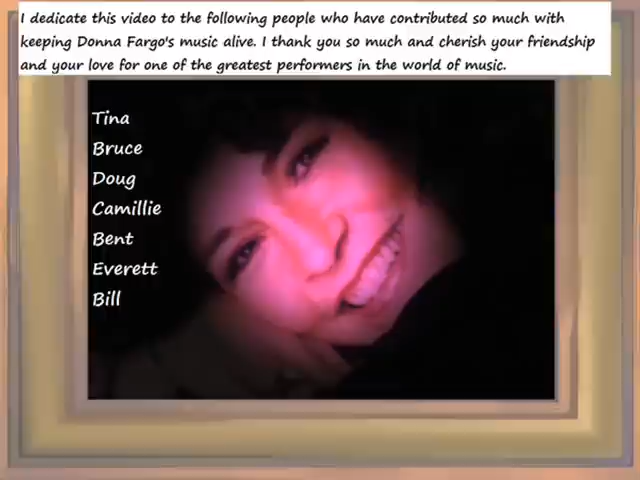 I dedicate this video to the following people who have contributed so much with
keeping Donna Fargo's music alive. I thank you so much and cherish your friendship
and your love for one of the greatest performers in the world of music.
Tina
Bruce
Doug
Camillie
Bent
Everett
Bill